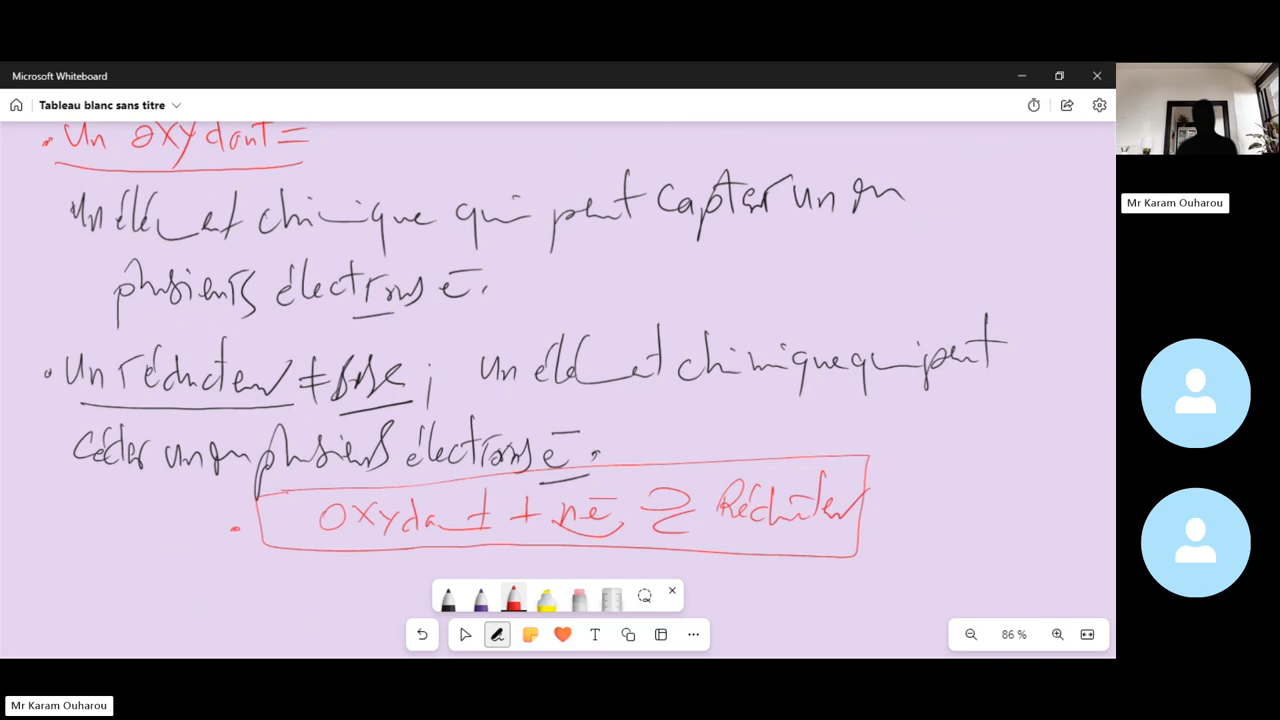 Microsoft Whiteboard
Tableau blanc sans titre
• Un oxydant =
Un élément chimique qui peut capter un ou
plusieurs électrons e-.
• Un réducteur ≠ base ; un élément chimique qui peut
céder un ou plusieurs électrons e-.
• oxydant + ne- ⇄ Réducteur
86 %
Mr Karam Ouharou
Mr Karam Ouharou